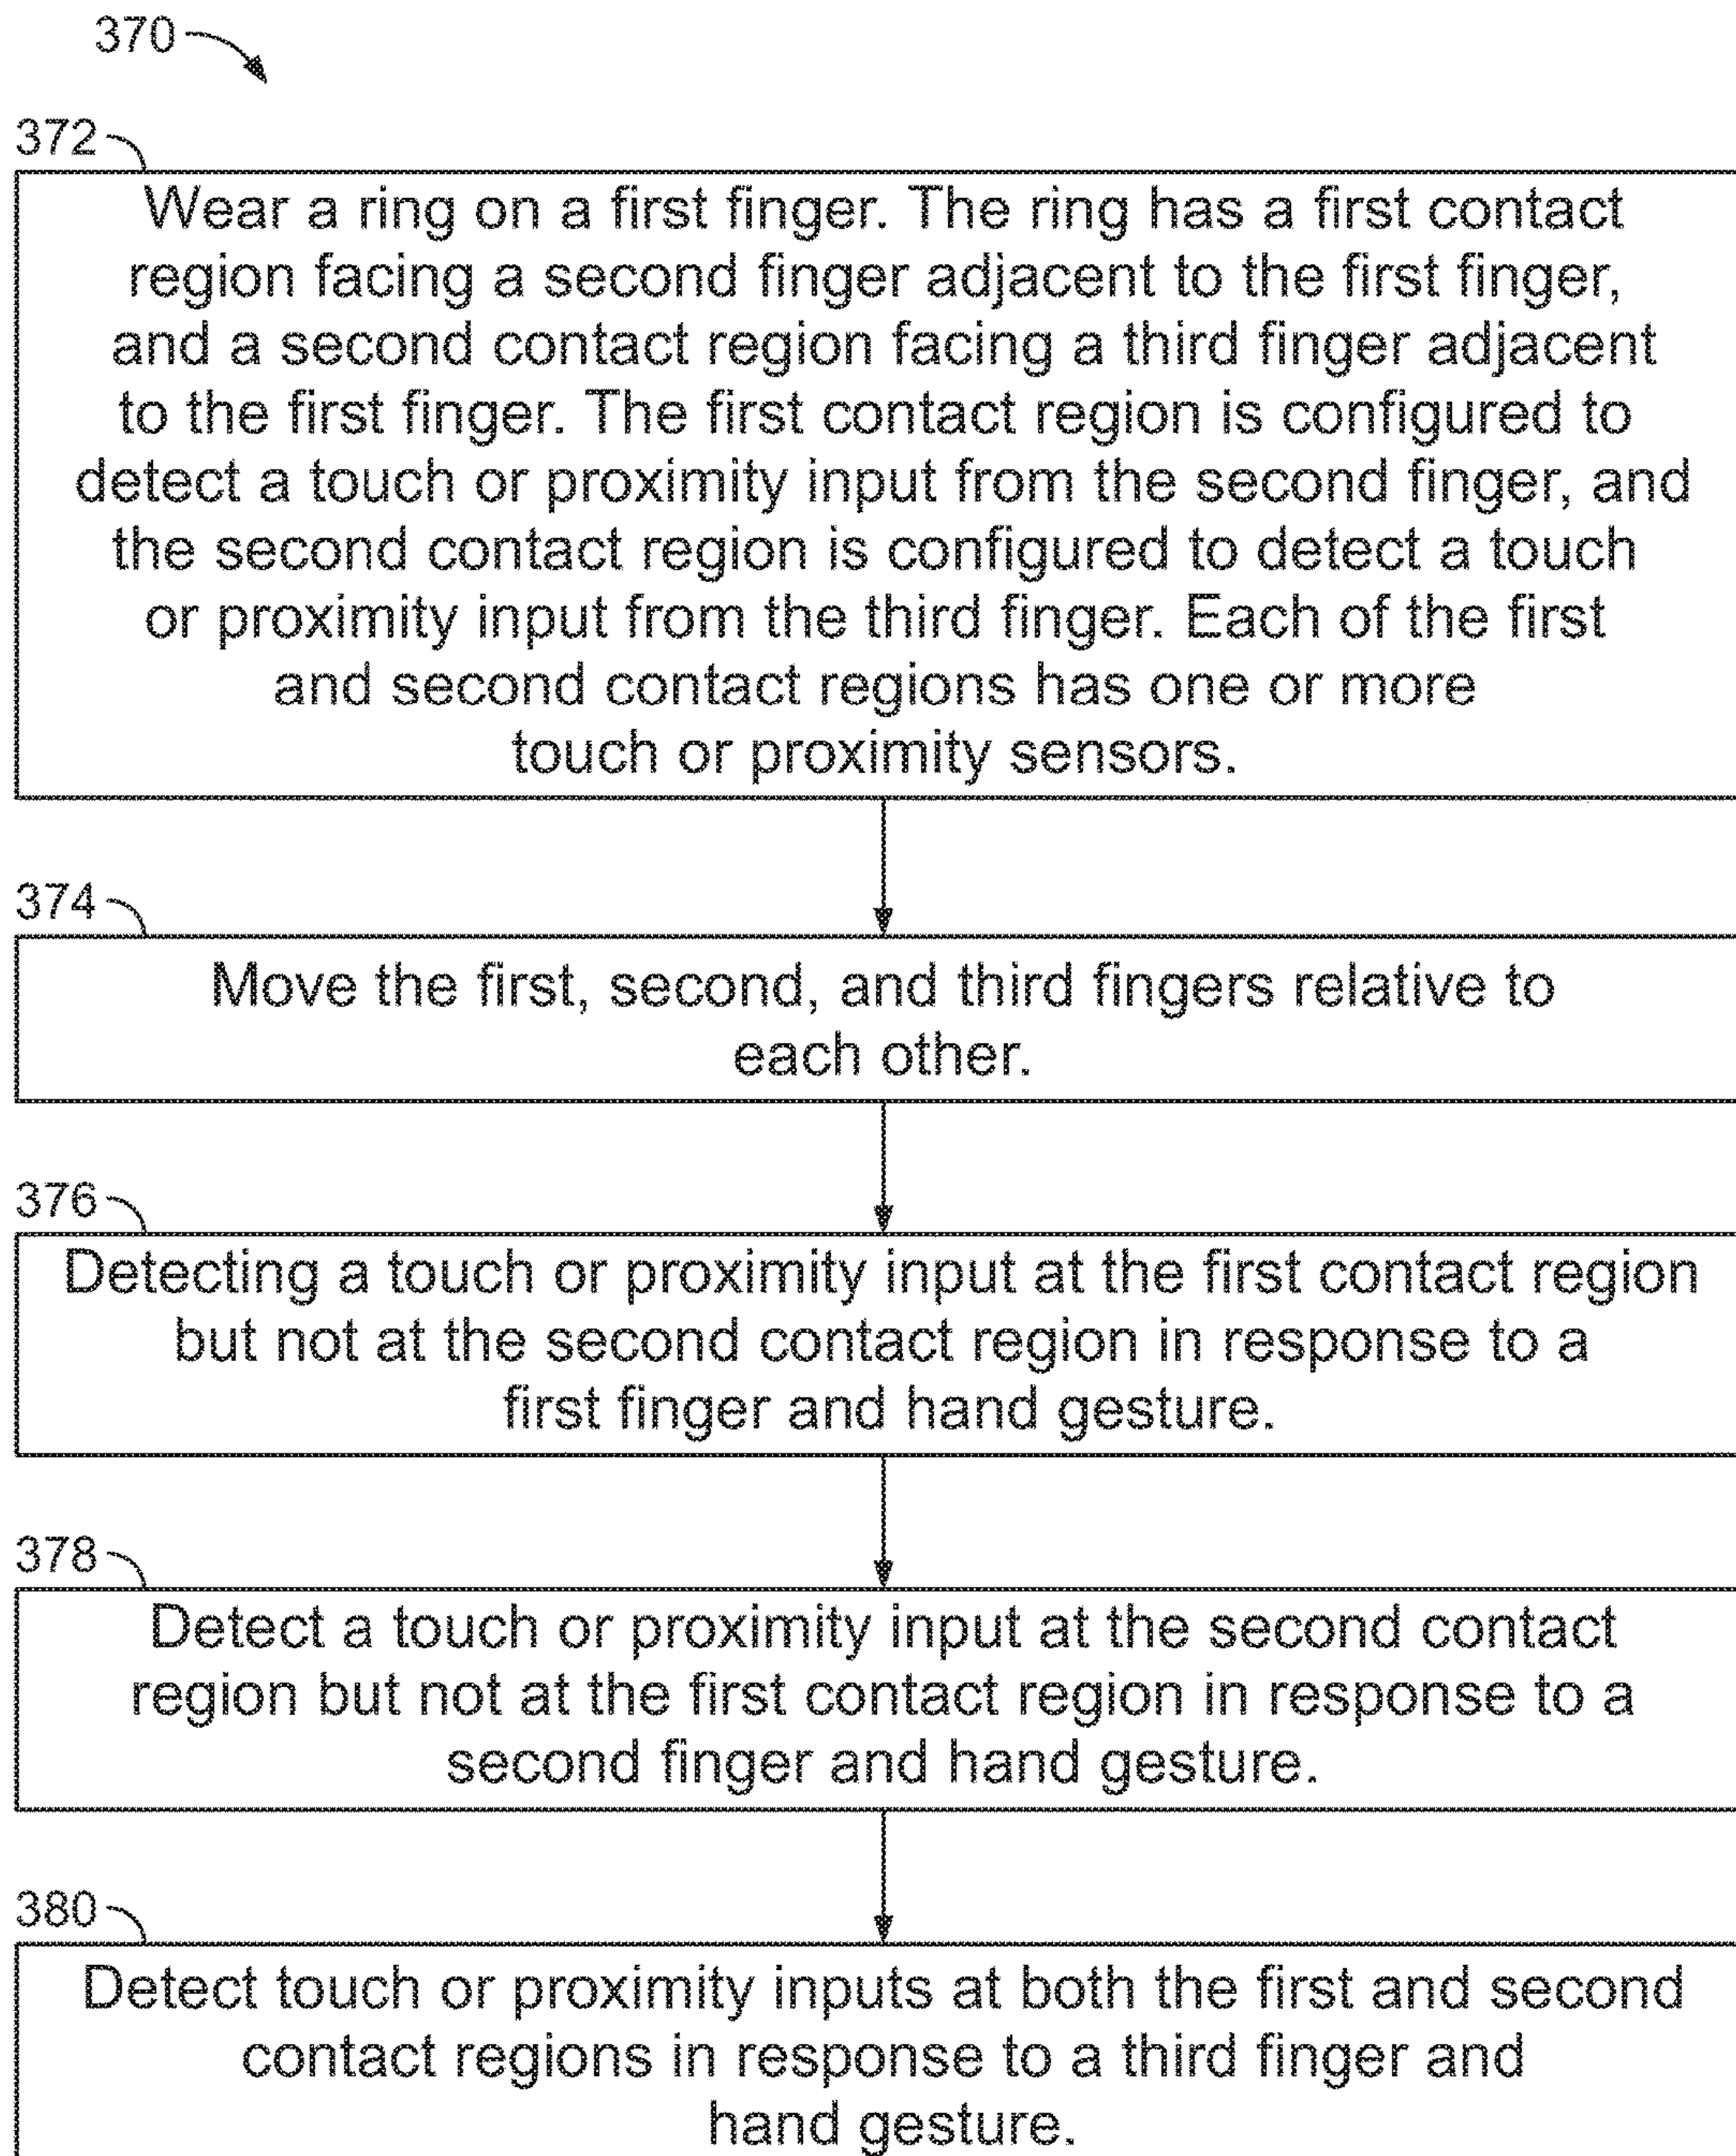 370
372
Wear a ring on a first finger. The ring has a first contact
region facing a second finger adjacent to the first finger,
and a second contact region facing a third finger adjacent
to the first finger. The first contact region is configured to
detect a touch or proximity input from the second finger, and
the second contact region is configured to detect a touch
or proximity input from the third finger. Each of the first
and second contact regions has one or more
touch or proximity sensors.
374
Move the first, second, and third fingers relative to
each other.
376
Detecting a touch or proximity input at the first contact region
but not at the second contact region in response to a
first finger and hand gesture.
378
Detect a touch or proximity input at the second contact
region but not at the first contact region in response to a
second finger and hand gesture.
380
Detect touch or proximity inputs at both the first and second
contact regions in response to a third finger and
hand gesture.